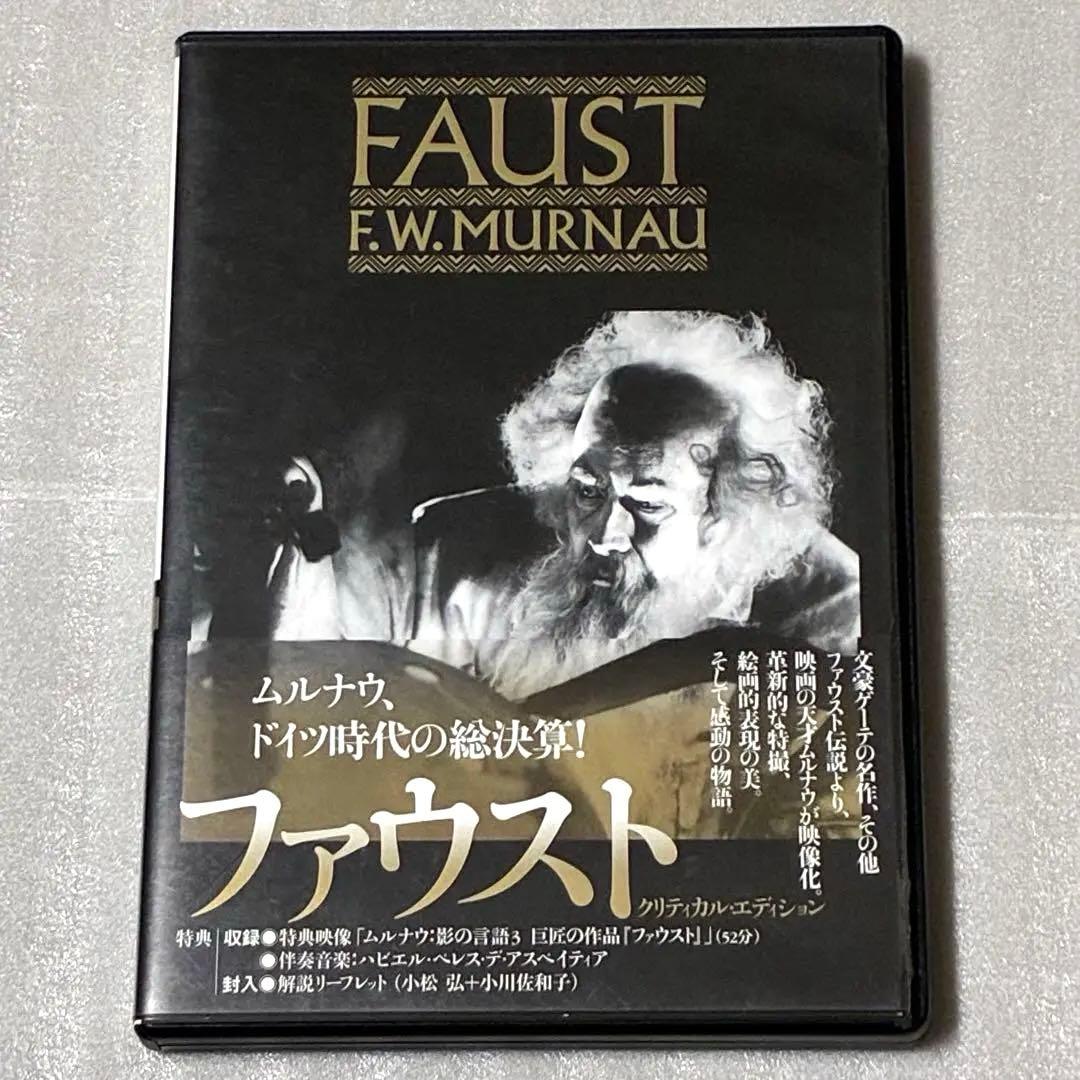 FAUST
F.W.MURNAU
文豪ゲーテの名作、その他
ファウスト伝説より、
映画の天才ムルナウが映像化。
革新的な特撮、
絵画的表現の美。
そして感動の物語。
ムルナウ、
ドイツ時代の総決算!
ファウスト
クリティカル・エディション
特典 収録●特典映像「ムルナウ:影の言語3 巨匠の作品『ファウスト』」(52分)
●伴奏音楽:ハビエル・ペレス・デ・アスペイティア
封入●解説リーフレット(小松 弘+小川佐和子)